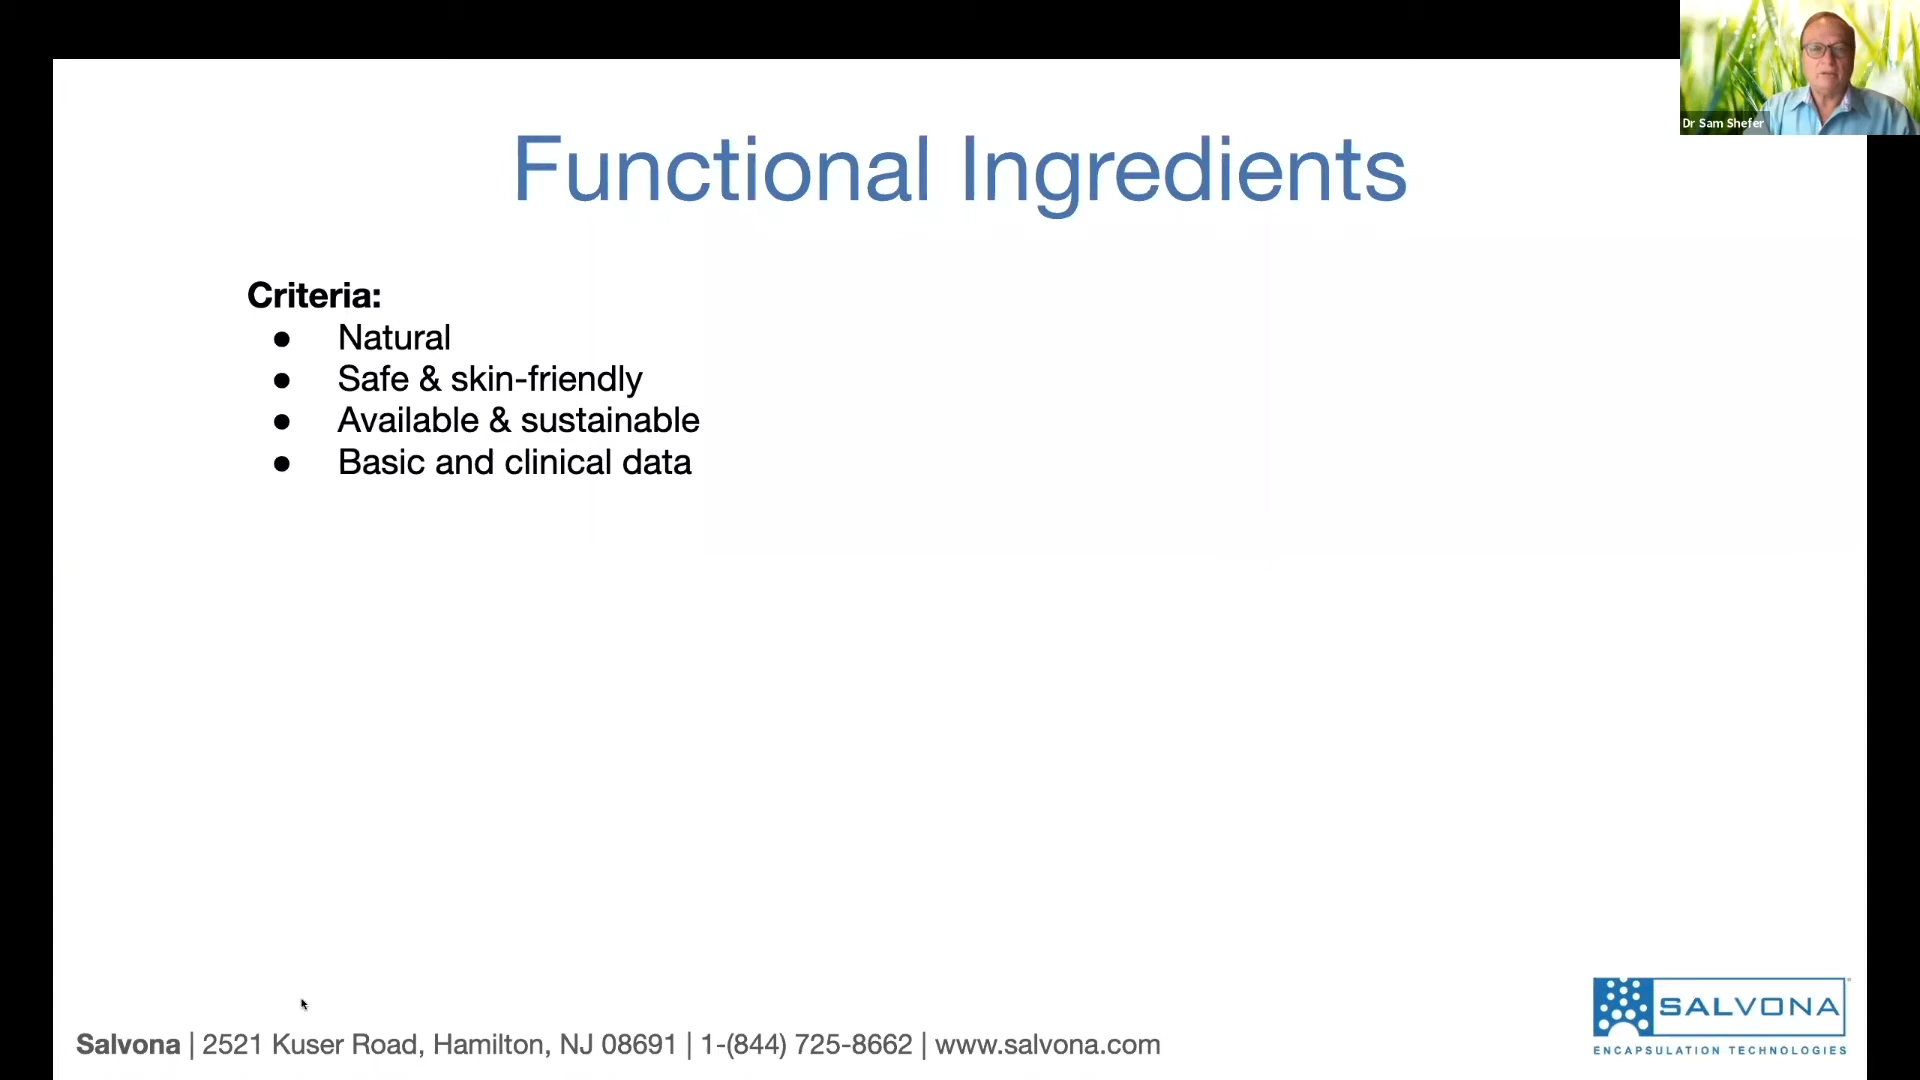 Dr Sam Shefer
Functional Ingredients
Criteria:
● Natural
● Safe & skin-friendly
● Available & sustainable
● Basic and clinical data
SALVONA
ENCAPSULATION TECHNOLOGIES
Salvona | 2521 Kuser Road, Hamilton, NJ 08691 | 1-(844) 725-8662 | www.salvona.com